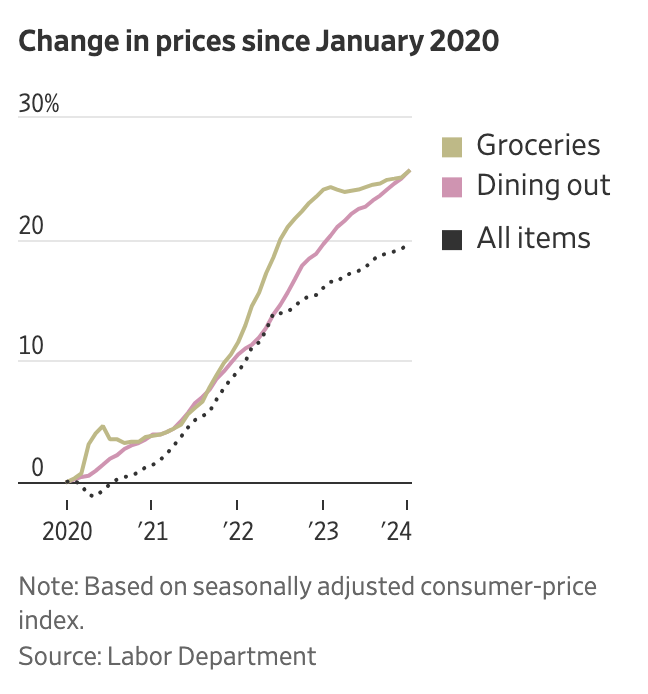 Change in prices since January 2020
30%
Groceries
Dining out
20
All items
10
0
2020 ’21 ’22 ’23 ’24
Note: Based on seasonally adjusted consumer-price
index.
Source: Labor Department